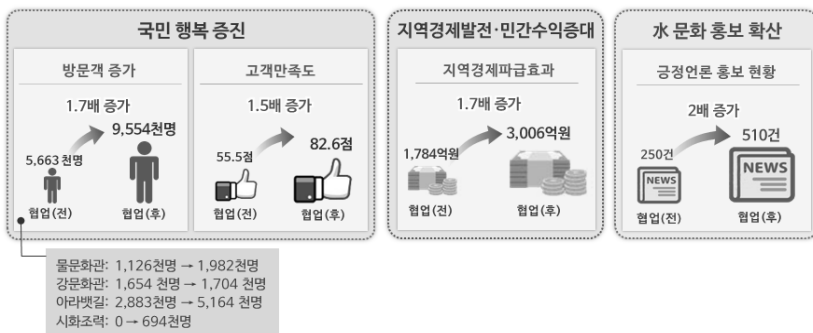 국민 행복 증진
방문객 증가
1.7배 증가
5,663 천명
9,554천명
협업(전)
협업(후)
고객만족도
1.5배 증가
55.5점
82.6점
협업(전)
협업(후)
지역경제발전·민간수익증대
지역경제파급효과
1.7배 증가
1,784억원
3,006억원
협업(전)
협업(후)
水 문화 홍보 확산
긍정언론 홍보 현황
2배 증가
250건
510건
NEWS
NEWS
협업(전)
협업(후)
물문화관: 1,126천명 → 1,982천명
강문화관: 1,654 천명 → 1,704 천명
아라뱃길: 2,883천명 → 5,164 천명
시화조력: 0 → 694천명